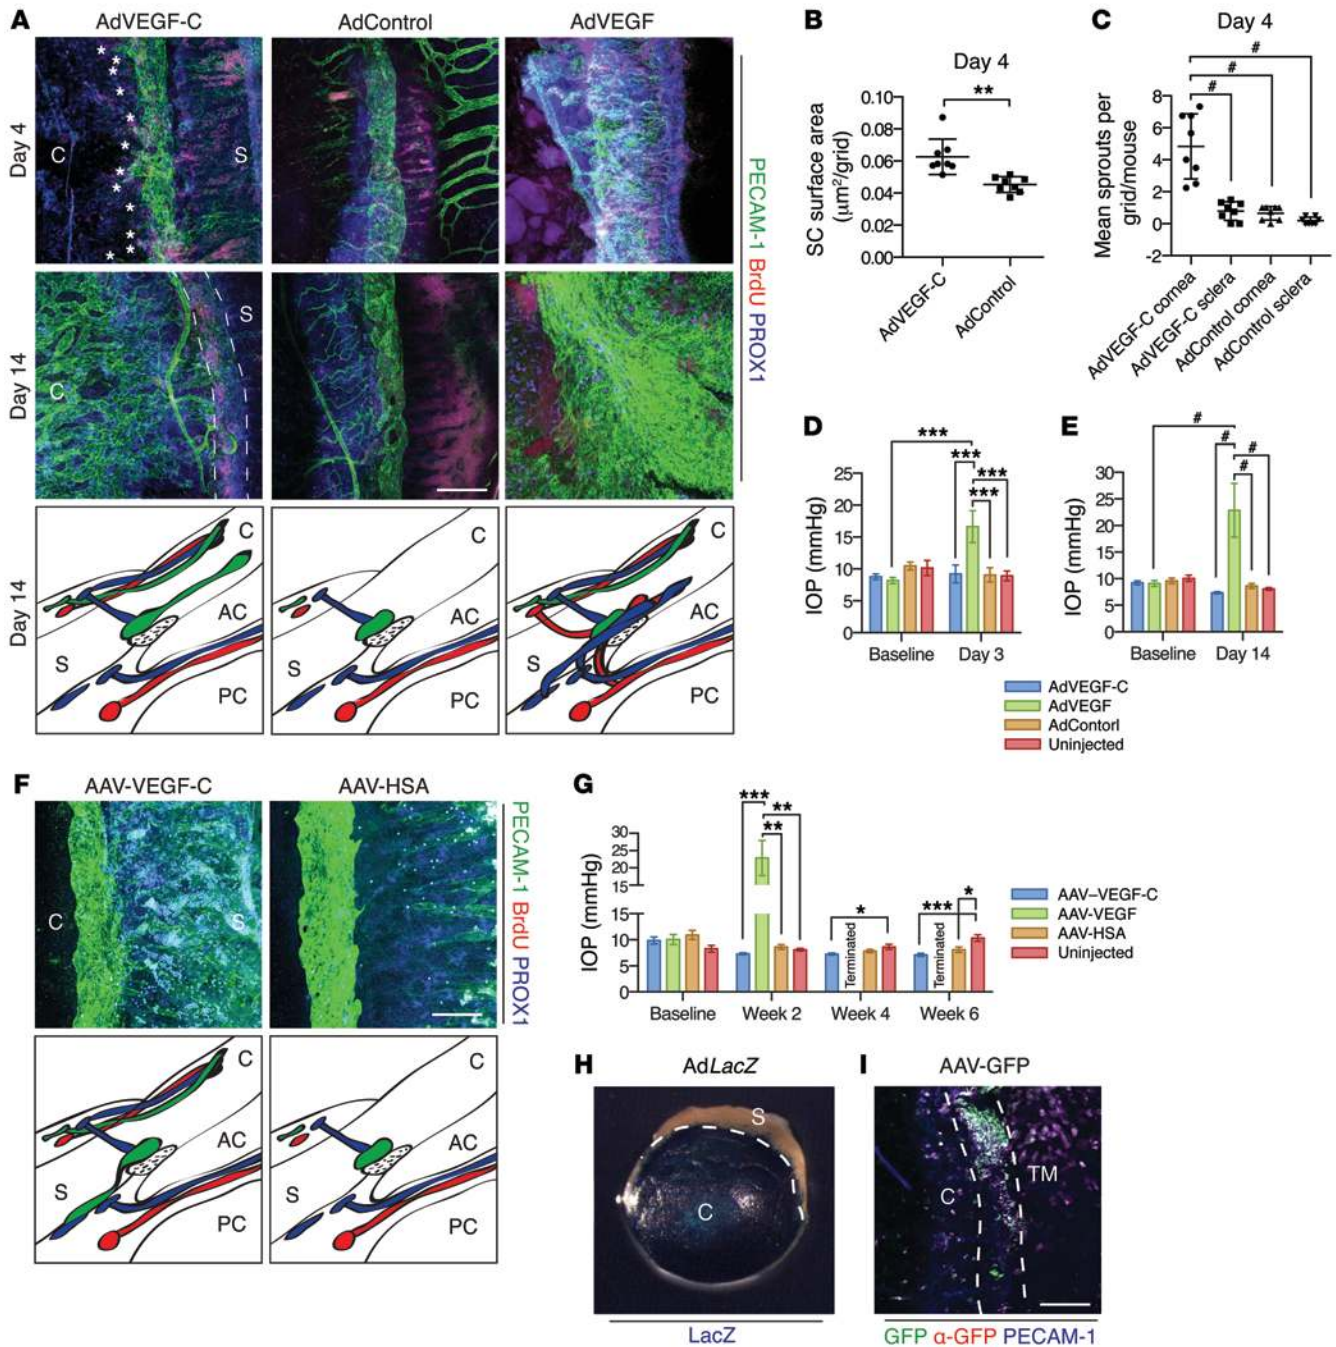 A
AdVEGF-C
AdControl
AdVEGF
Day 4
C
S
Day 14
C
S
PECAM-1 BrdU PROX1
Day 14
C
AC
S
PC
C
AC
S
PC
C
AC
S
PC
B
Day 4
**
SC surface area
(µm²/grid)
0.10
0.08
0.06
0.04
0.02
0.00
AdVEGF-C
AdControl
C
Day 4
#
#
#
Mean sprouts per
grid/mouse
8
6
4
2
0
-2
AdVEGF-C cornea
AdVEGF-C sclera
AdControl cornea
AdControl sclera
D
***
***
***
***
IOP (mmHg)
25
20
15
10
5
0
Baseline
Day 3
E
#
#
#
#
IOP (mmHg)
30
25
20
15
10
5
0
Baseline
Day 14
AdVEGF-C
AdVEGF
AdContorl
Uninjected
F
AAV-VEGF-C
AAV-HSA
C
S
PECAM-1 BrdU PROX1
C
AC
S
PC
C
AC
S
PC
G
***
**
**
*
***
*
IOP (mmHg)
30
25
20
15
15
10
5
0
Terminated
Terminated
Baseline
Week 2
Week 4
Week 6
AAV–VEGF-C
AAV-VEGF
AAV-HSA
Uninjected
H
AdLacZ
S
C
LacZ
I
AAV-GFP
C
TM
GFP α-GFP PECAM-1